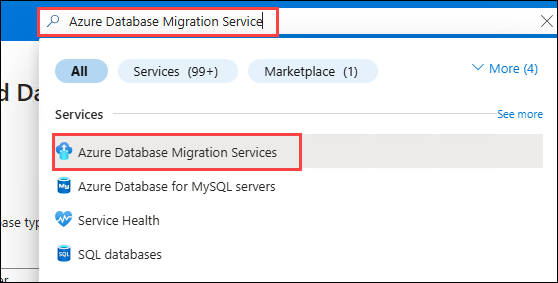 Azure Database Migration Service
All
Services (99+)
Marketplace (1)
More (4)
d Da
Services
See more
Azure Database Migration Services
Azure Database for MySQL servers
Service Health
ase typ
SQL databases
er